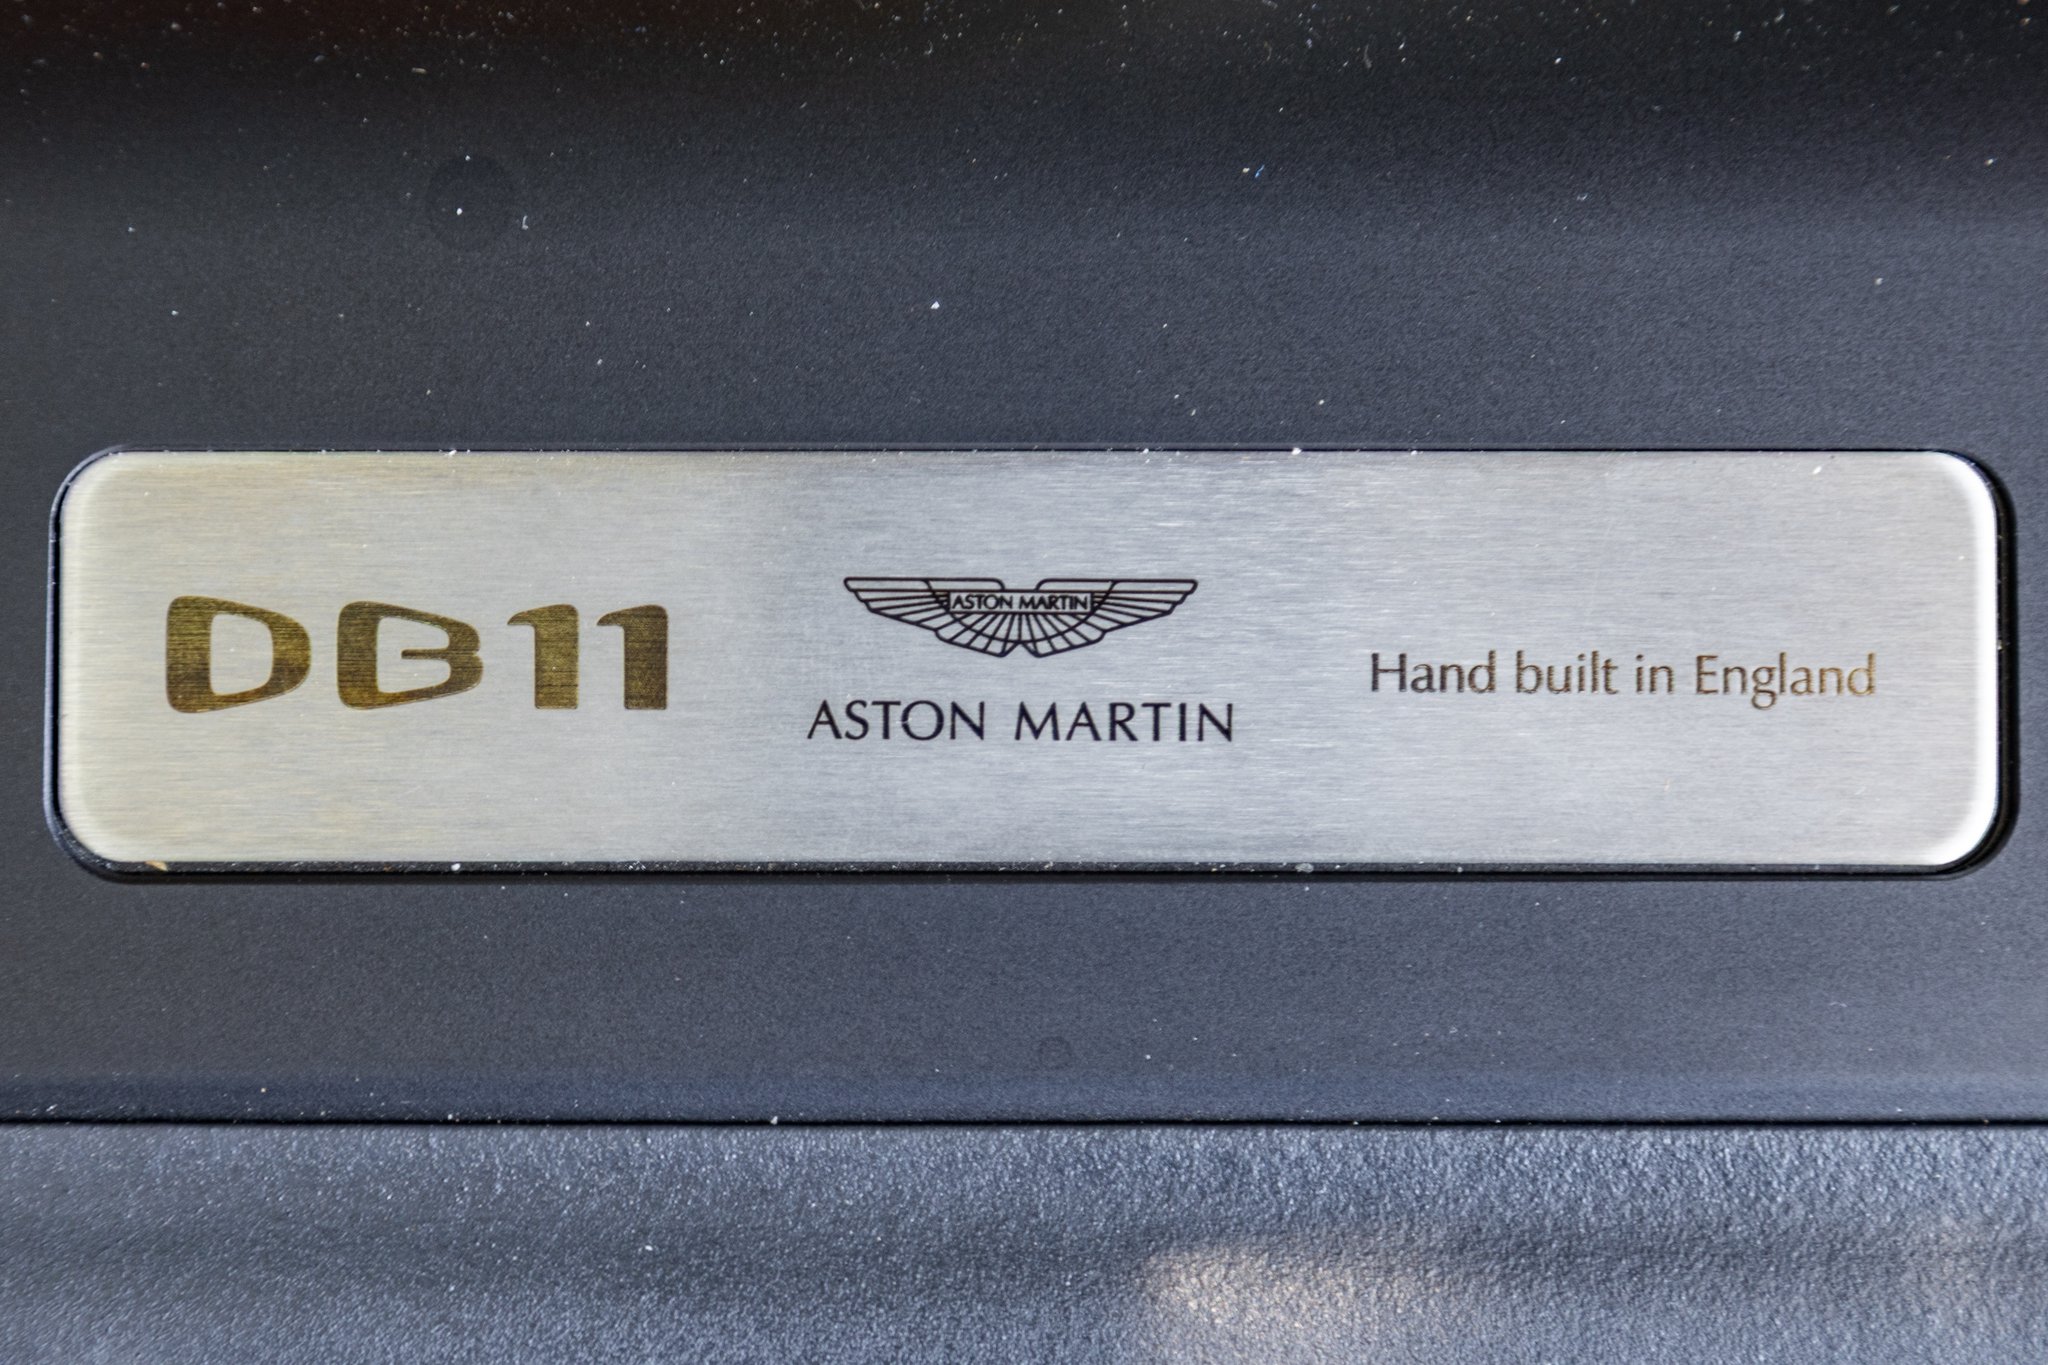 DB11
ASTON MARTIN
ASTON MARTIN
Hand built in England